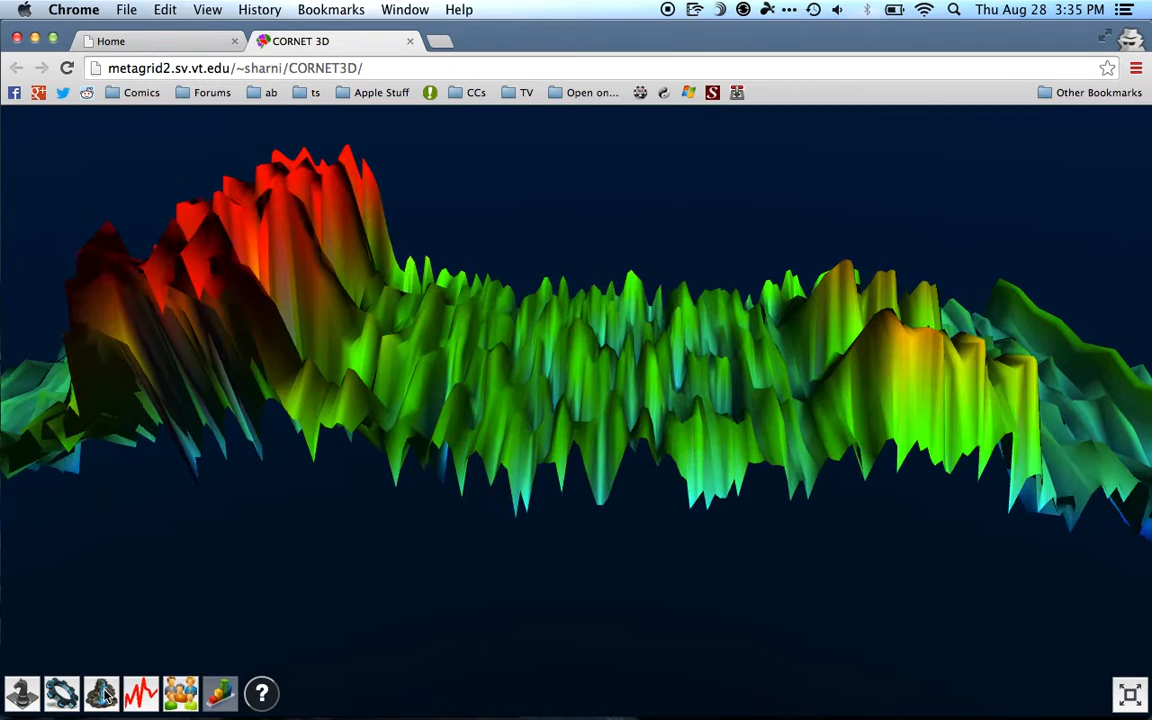 Chrome File Edit View History Bookmarks Window Help Thu Aug 28 3:35 PM
Home CORNET 3D
metagrid2.sv.vt.edu/~sharni/CORNET3D/
Comics Forums ab ts Apple Stuff CCs TV Open on... S Other Bookmarks
?